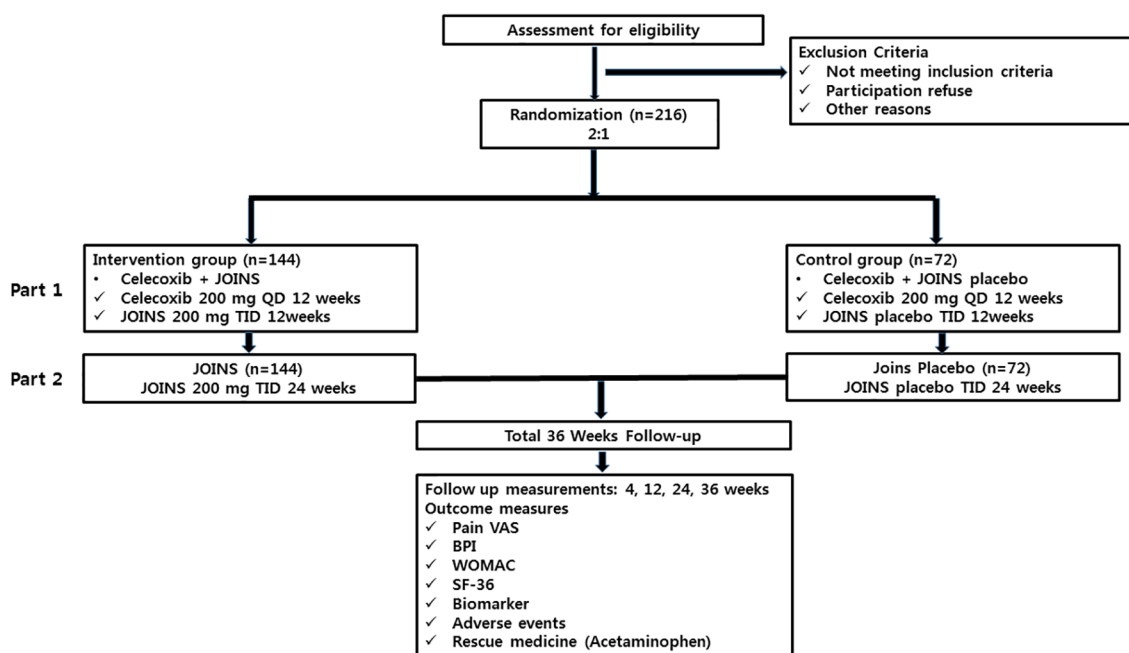 Assessment for eligibility
Exclusion Criteria
✓ Not meeting inclusion criteria
✓ Participation refuse
✓ Other reasons
Randomization (n=216)
2:1
Part 1
Intervention group (n=144)
• Celecoxib + JOINS
✓ Celecoxib 200 mg QD 12 weeks
✓ JOINS 200 mg TID 12weeks
Control group (n=72)
• Celecoxib + JOINS placebo
✓ Celecoxib 200 mg QD 12 weeks
✓ JOINS placebo TID 12weeks
Part 2
JOINS (n=144)
JOINS 200 mg TID 24 weeks
Joins Placebo (n=72)
JOINS placebo TID 24 weeks
Total 36 Weeks Follow-up
Follow up measurements: 4, 12, 24, 36 weeks
Outcome measures
✓ Pain VAS
✓ BPI
✓ WOMAC
✓ SF-36
✓ Biomarker
✓ Adverse events
✓ Rescue medicine (Acetaminophen)